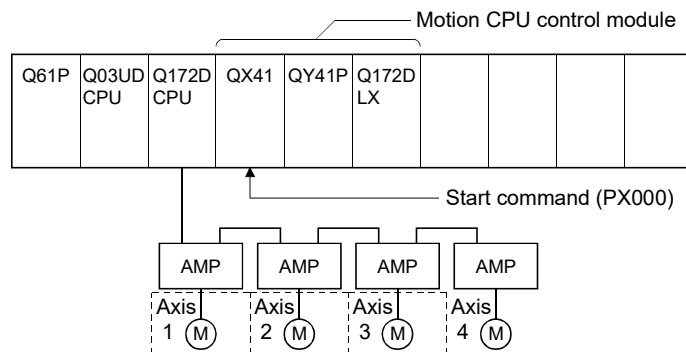 Motion CPU control module
Q61P
Q03UD
CPU
Q172D
CPU
QX41
QY41P
Q172D
LX
Start command (PX000)
AMP
AMP
AMP
AMP
Axis
1 M
Axis
2 M
Axis
3 M
Axis
4 M